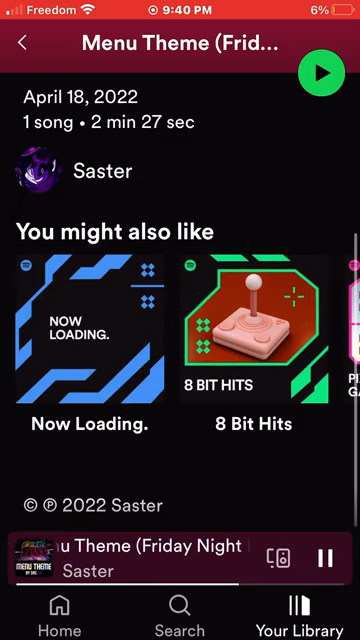 Freedom
9:40 PM
6%
Menu Theme (Frid...
April 18, 2022
1 song • 2 min 27 sec
Saster
You might also like
NOW
LOADING.
8 BIT HITS
Now Loading.
8 Bit Hits
© ℗ 2022 Saster
nu Theme (Friday Night
Saster
MENU THEME
Home
Search
Your Library